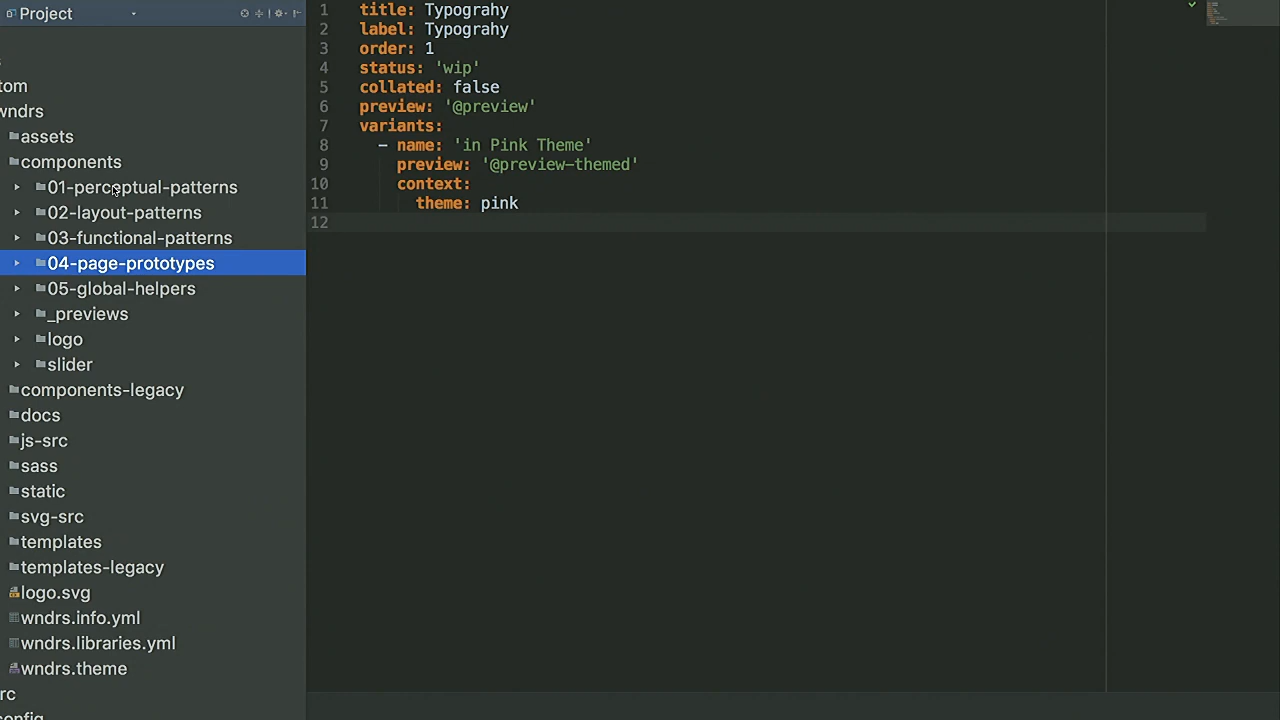 Project
tom
wndrs
assets
components
01-perceptual-patterns
02-layout-patterns
03-functional-patterns
04-page-prototypes
05-global-helpers
_previews
logo
slider
components-legacy
docs
js-src
sass
static
svg-src
templates
templates-legacy
logo.svg
wndrs.info.yml
wndrs.libraries.yml
wndrs.theme
rc
config
1 title: Typograhy
2 label: Typograhy
3 order: 1
4 status: 'wip'
5 collated: false
6 preview: '@preview'
7 variants:
8 - name: 'in Pink Theme'
9 preview: '@preview-themed'
10 context:
11 theme: pink
12